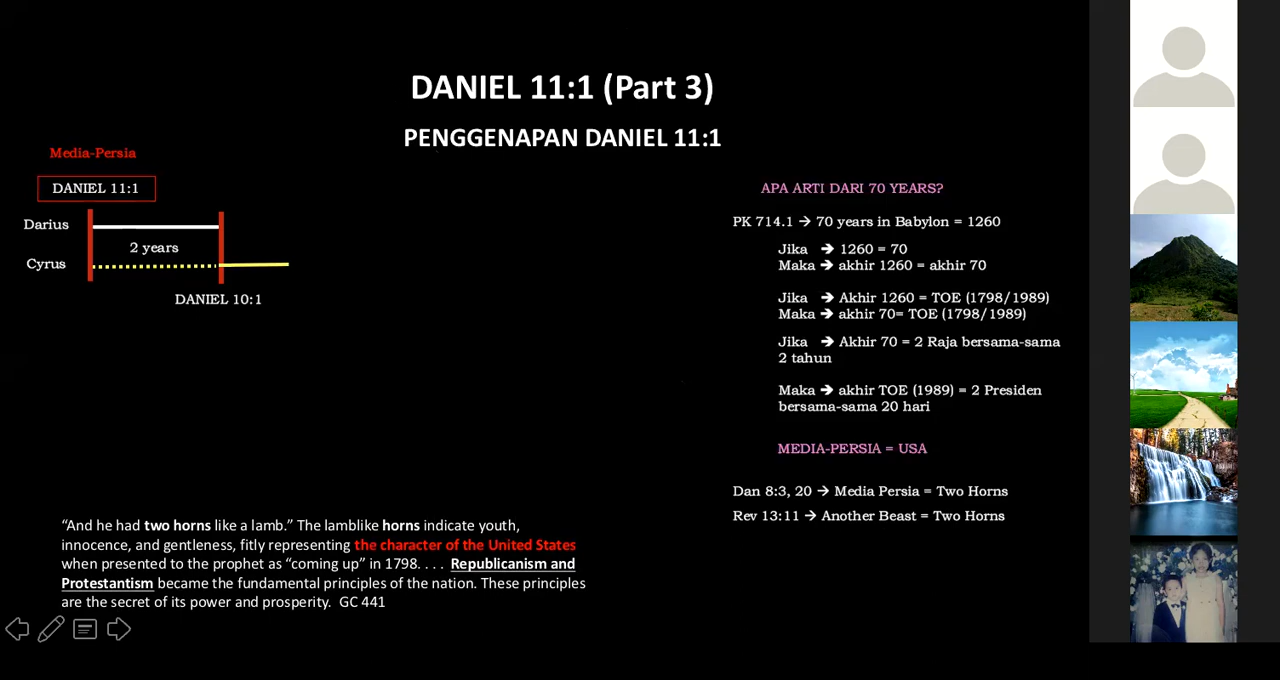 DANIEL 11:1 (Part 3)
PENGGENAPAN DANIEL 11:1
Media-Persia
DANIEL 11:1
Darius
2 years
Cyrus
DANIEL 10:1
APA ARTI DARI 70 YEARS?
PK 714.1 → 70 years in Babylon = 1260
Jika ➔ 1260 = 70
Maka ➔ akhir 1260 = akhir 70
Jika ➔ Akhir 1260 = TOE (1798/1989)
Maka ➔ akhir 70= TOE (1798/1989)
Jika ➔ Akhir 70 = 2 Raja bersama-sama
2 tahun
Maka ➔ akhir TOE (1989) = 2 Presiden
bersama-sama 20 hari
MEDIA-PERSIA = USA
Dan 8:3, 20 → Media Persia = Two Horns
Rev 13:11 → Another Beast = Two Horns
“And he had two horns like a lamb.” The lamblike horns indicate youth,
innocence, and gentleness, fitly representing the character of the United States
when presented to the prophet as “coming up” in 1798. . . . Republicanism and
Protestantism became the fundamental principles of the nation. These principles
are the secret of its power and prosperity. GC 441